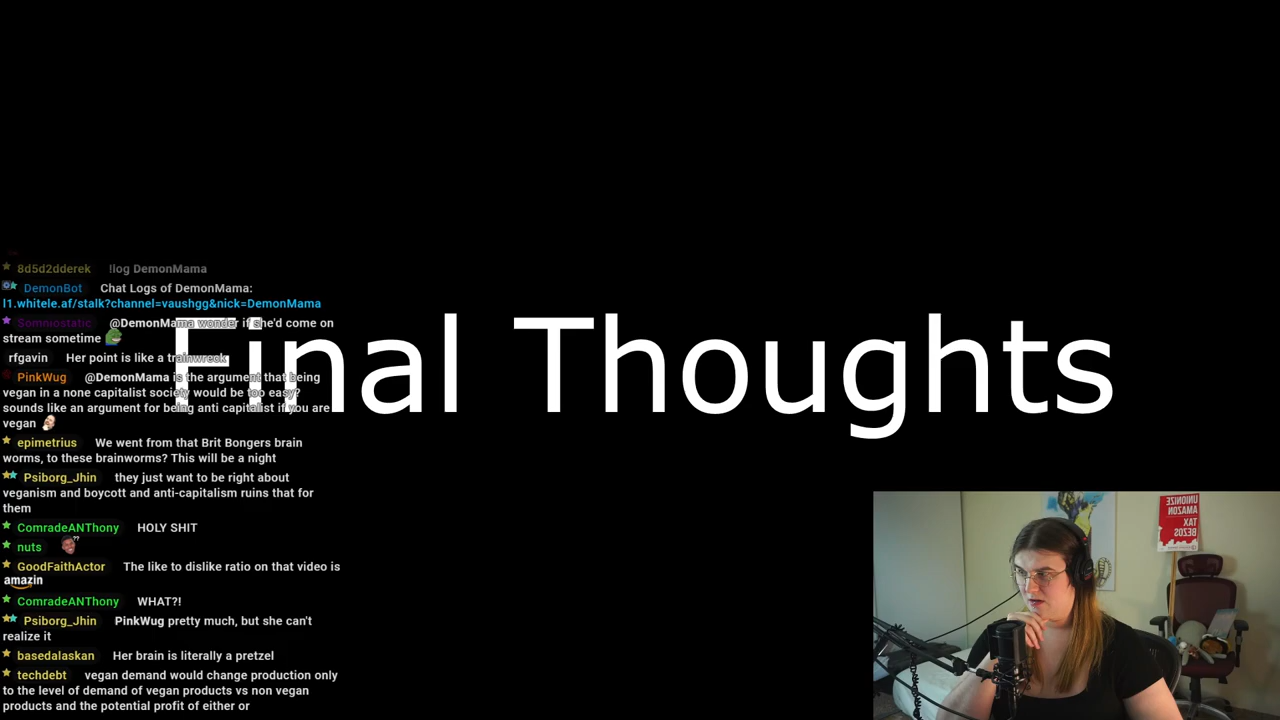 8d5d2dderek !log DemonMama
DemonBot Chat Logs of DemonMama:
l1.whitele.af/stalk?channel=vaushgg&nick=DemonMama
Somniostatic @DemonMama wonder if she'd come on
stream sometime
rfgavin Her point is like a trainwreck
PinkWug @DemonMama is the argument that being
vegan in a none capitalist society would be too easy?
sounds like an argument for being anti capitalist if you are
vegan
Final Thoughts
epimetrius We went from that Brit Bongers brain
worms, to these brainworms? This will be a night
Psiborg_Jhin they just want to be right about
veganism and boycott and anti-capitalism ruins that for
them
ComradeANThony HOLY SHIT
nuts ??
GoodFaithActor The like to dislike ratio on that video is
amazin
ComradeANThony WHAT?!
Psiborg_Jhin PinkWug pretty much, but she can't
realize it
basedalaskan Her brain is literally a pretzel
techdebt vegan demand would change production only
to the level of demand of vegan products vs non vegan
products and the potential profit of either or
UNIONIZE
AMAZON
TAX
BEZOS